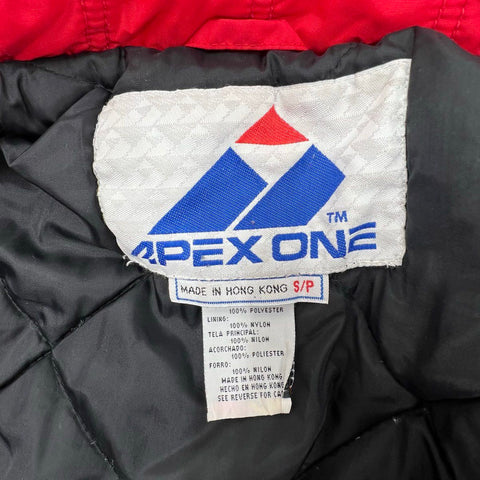 TM
APEX ONE
MADE IN HONG KONG S/P
100% POLYESTER
LINING:
100% NYLON
TELA PRINCIPAL:
100% NILON
ACORCHADO:
100% POLIESTER
FORRO:
100% NILON
MADE IN HONG KONG
HECHO EN HONG KONG
SEE REVERSE FOR CA